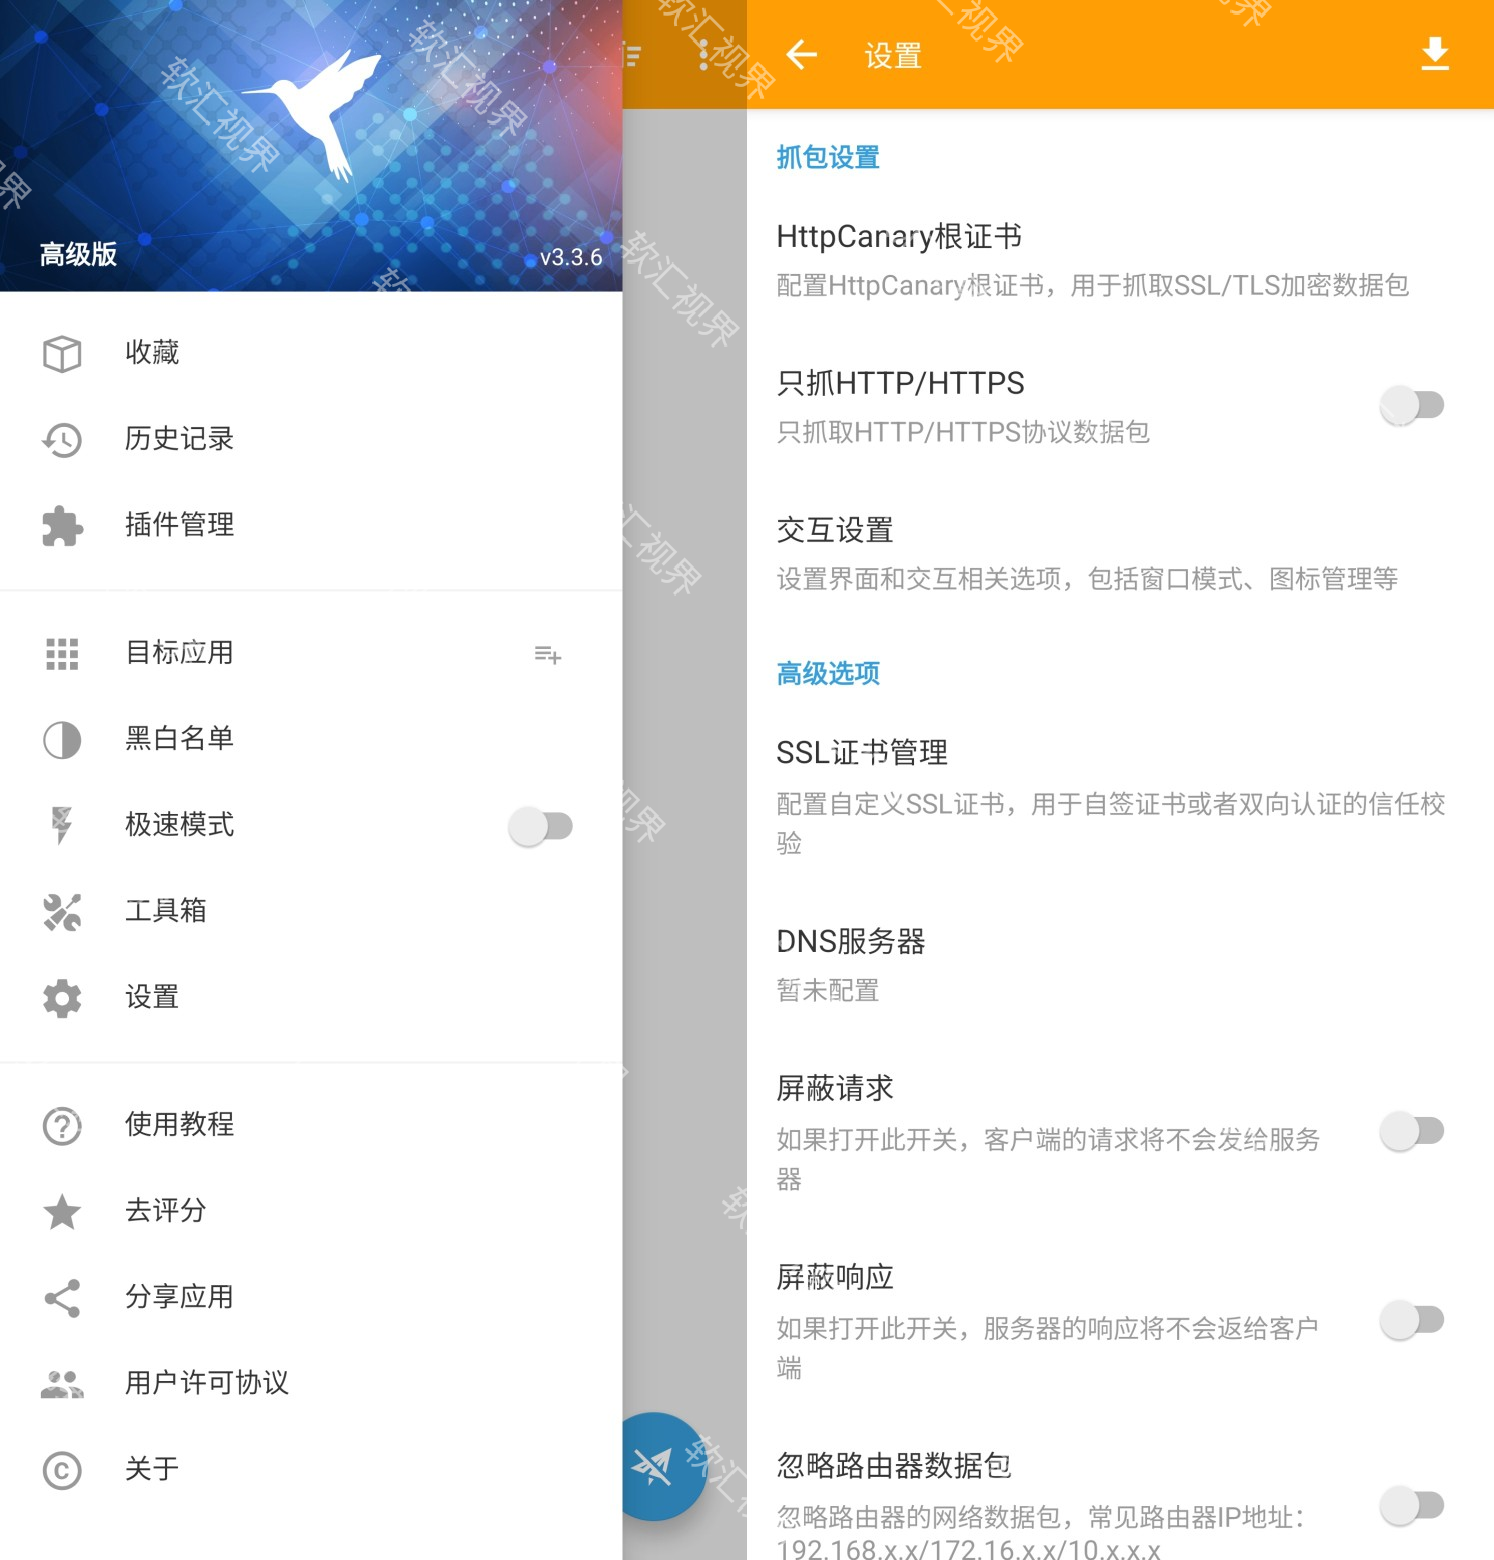 高级版
v3.3.6
收藏
历史记录
插件管理
目标应用
黑白名单
极速模式
工具箱
设置
使用教程
去评分
分享应用
用户许可协议
关于
设置
抓包设置
HttpCanary根证书
配置HttpCanary根证书，用于抓取SSL/TLS加密数据包
只抓HTTP/HTTPS
只抓取HTTP/HTTPS协议数据包
交互设置
设置界面和交互相关选项，包括窗口模式、图标管理等
高级选项
SSL证书管理
配置自定义SSL证书，用于自签证书或者双向认证的信任校
验
DNS服务器
暂未配置
屏蔽请求
如果打开此开关，客户端的请求将不会发给服务
器
屏蔽响应
如果打开此开关，服务器的响应将不会返给客户
端
忽略路由器数据包
忽略路由器的网络数据包，常见路由器IP地址：
192.168.x.x/172.16.x.x/10.x.x.x
软汇视界
软汇视界
软汇视界
软汇视界